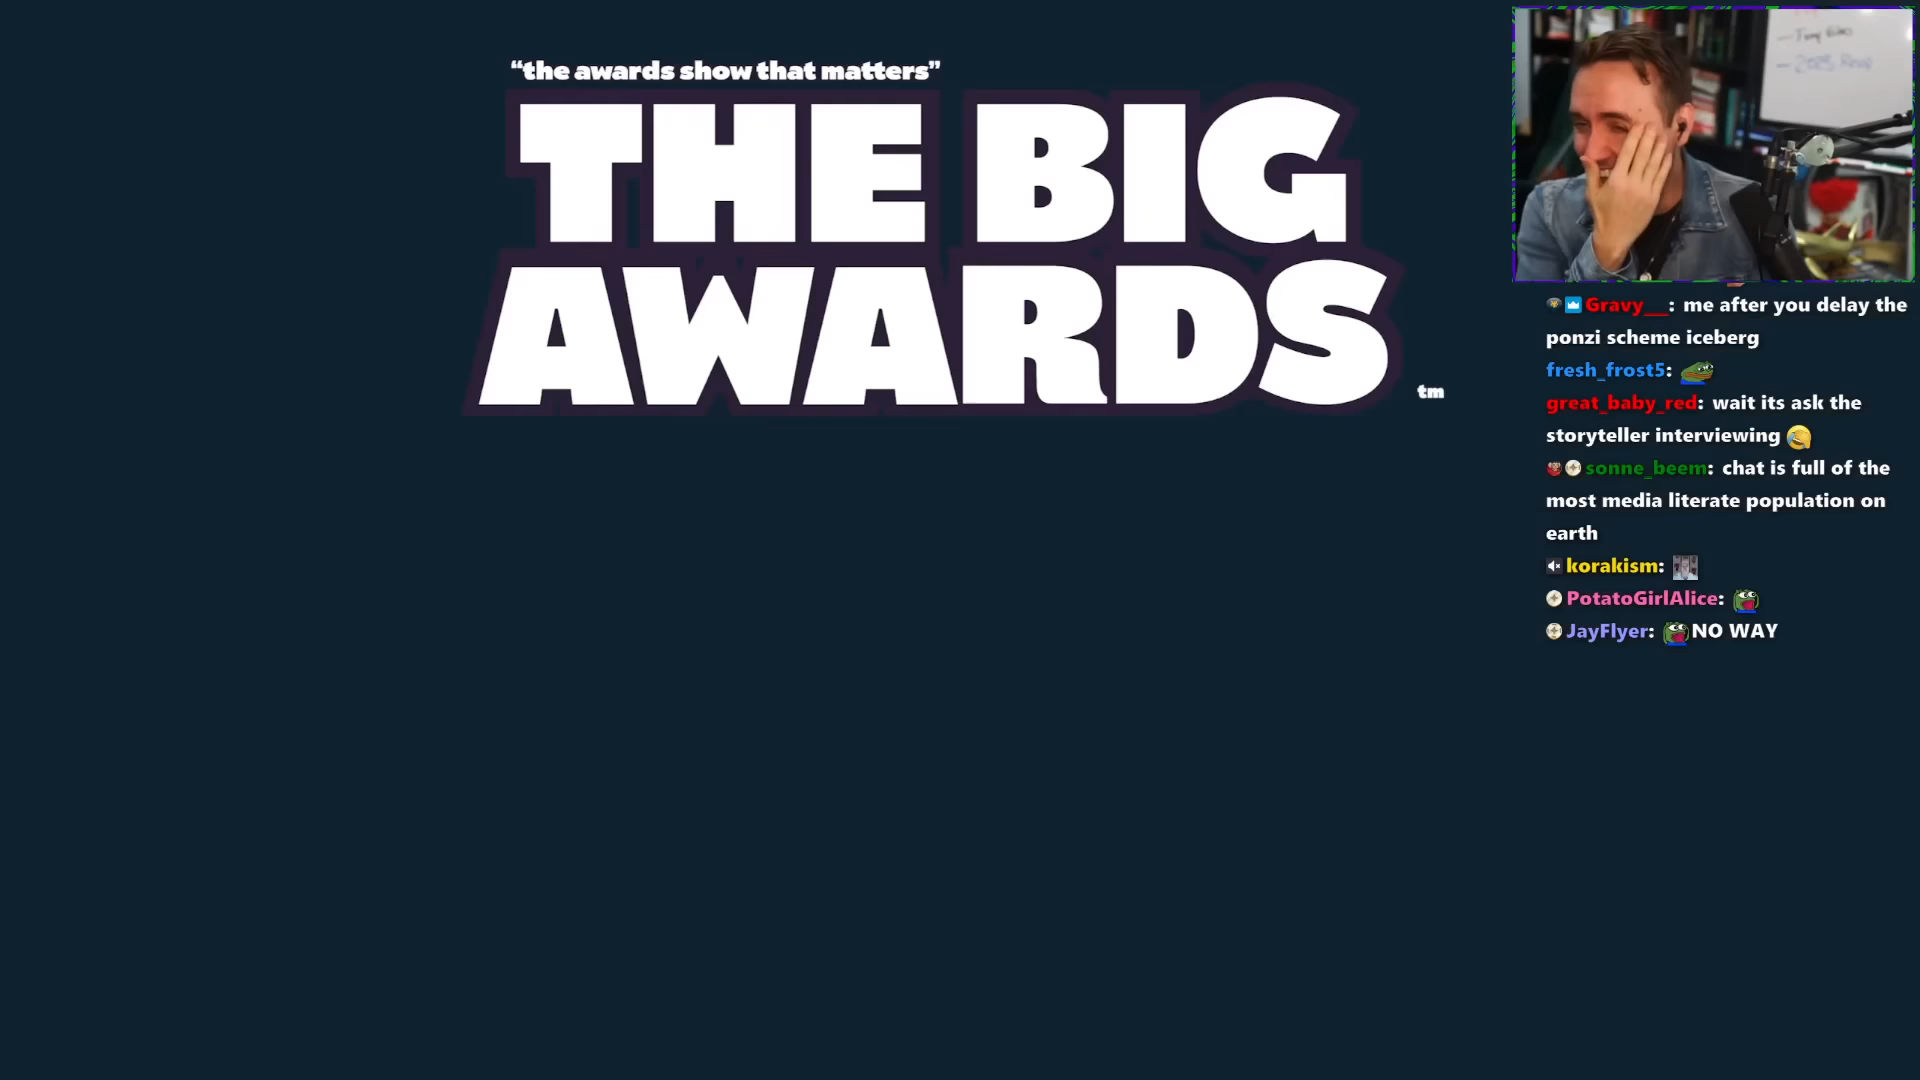 “the awards show that matters”
THE BIG
AWARDS
tm
Gravy___: me after you delay the
ponzi scheme iceberg
fresh_frost5:
great_baby_red: wait its ask the
storyteller interviewing
sonne_beem: chat is full of the
most media literate population on
earth
korakism:
PotatoGirlAlice:
JayFlyer: NO WAY